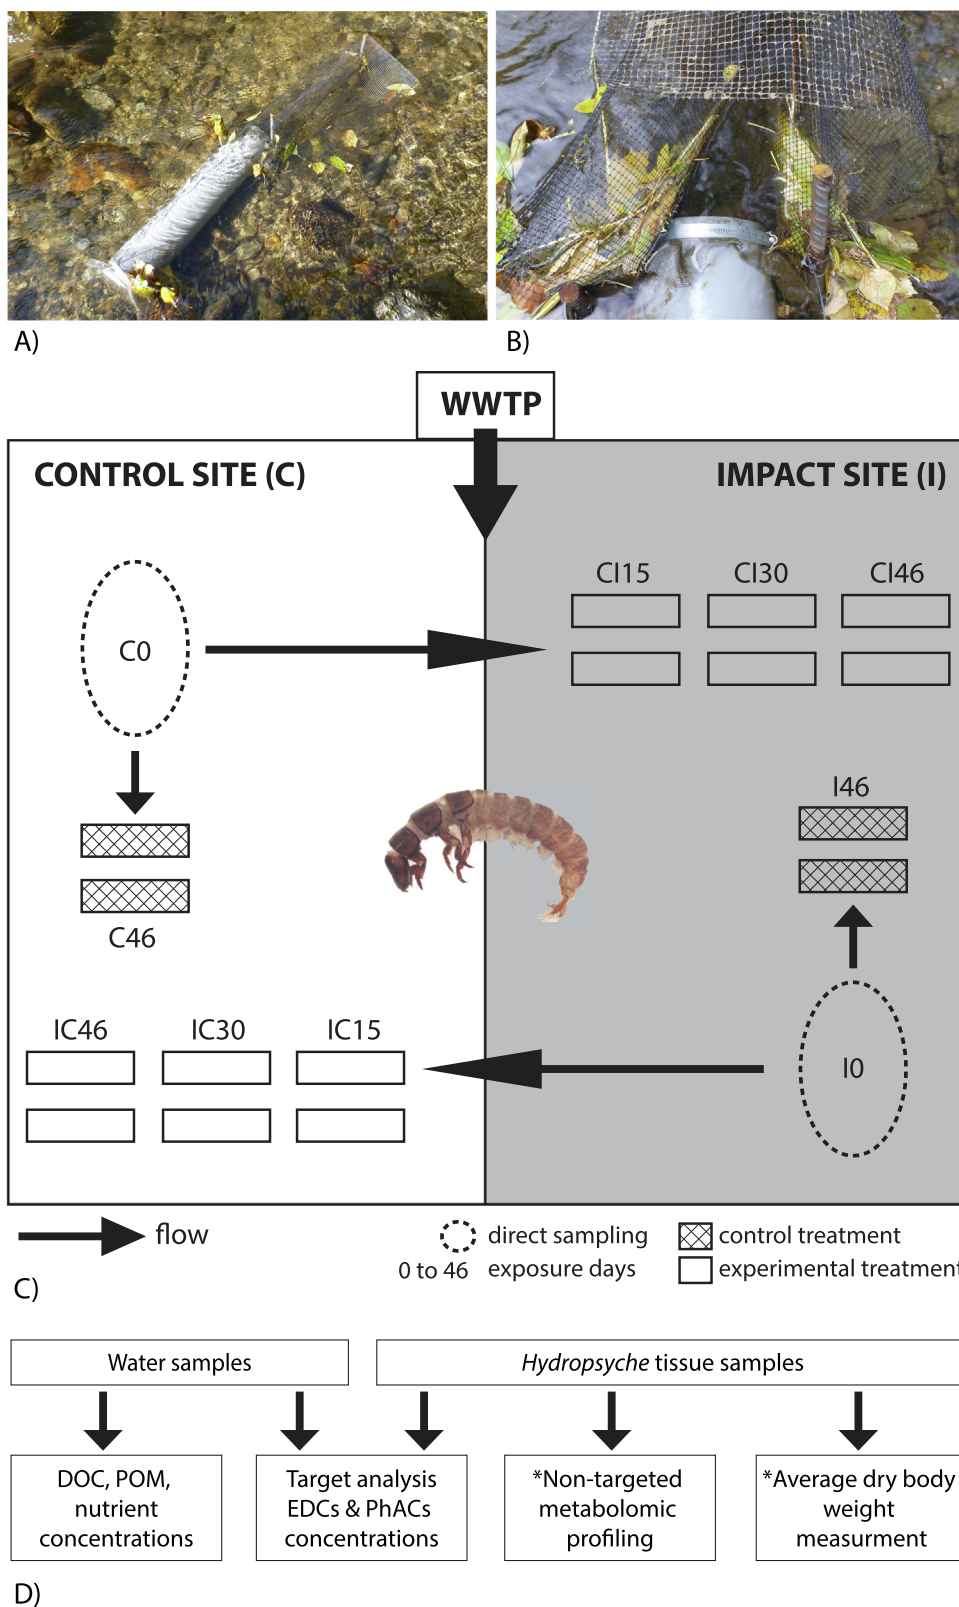 A)
B)
WWTP
CONTROL SITE (C)
IMPACT SITE (I)
CI15 CI30 CI46
C0
I46
C46
IC46 IC30 IC15
I0
flow
direct sampling
control treatment
0 to 46 exposure days
experimental treatment
C)
Water samples
Hydropsyche tissue samples
DOC, POM,
nutrient
concentrations
Target analysis
EDCs & PhACs
concentrations
*Non-targeted
metabolomic
profiling
*Average dry body
weight
measurment
D)